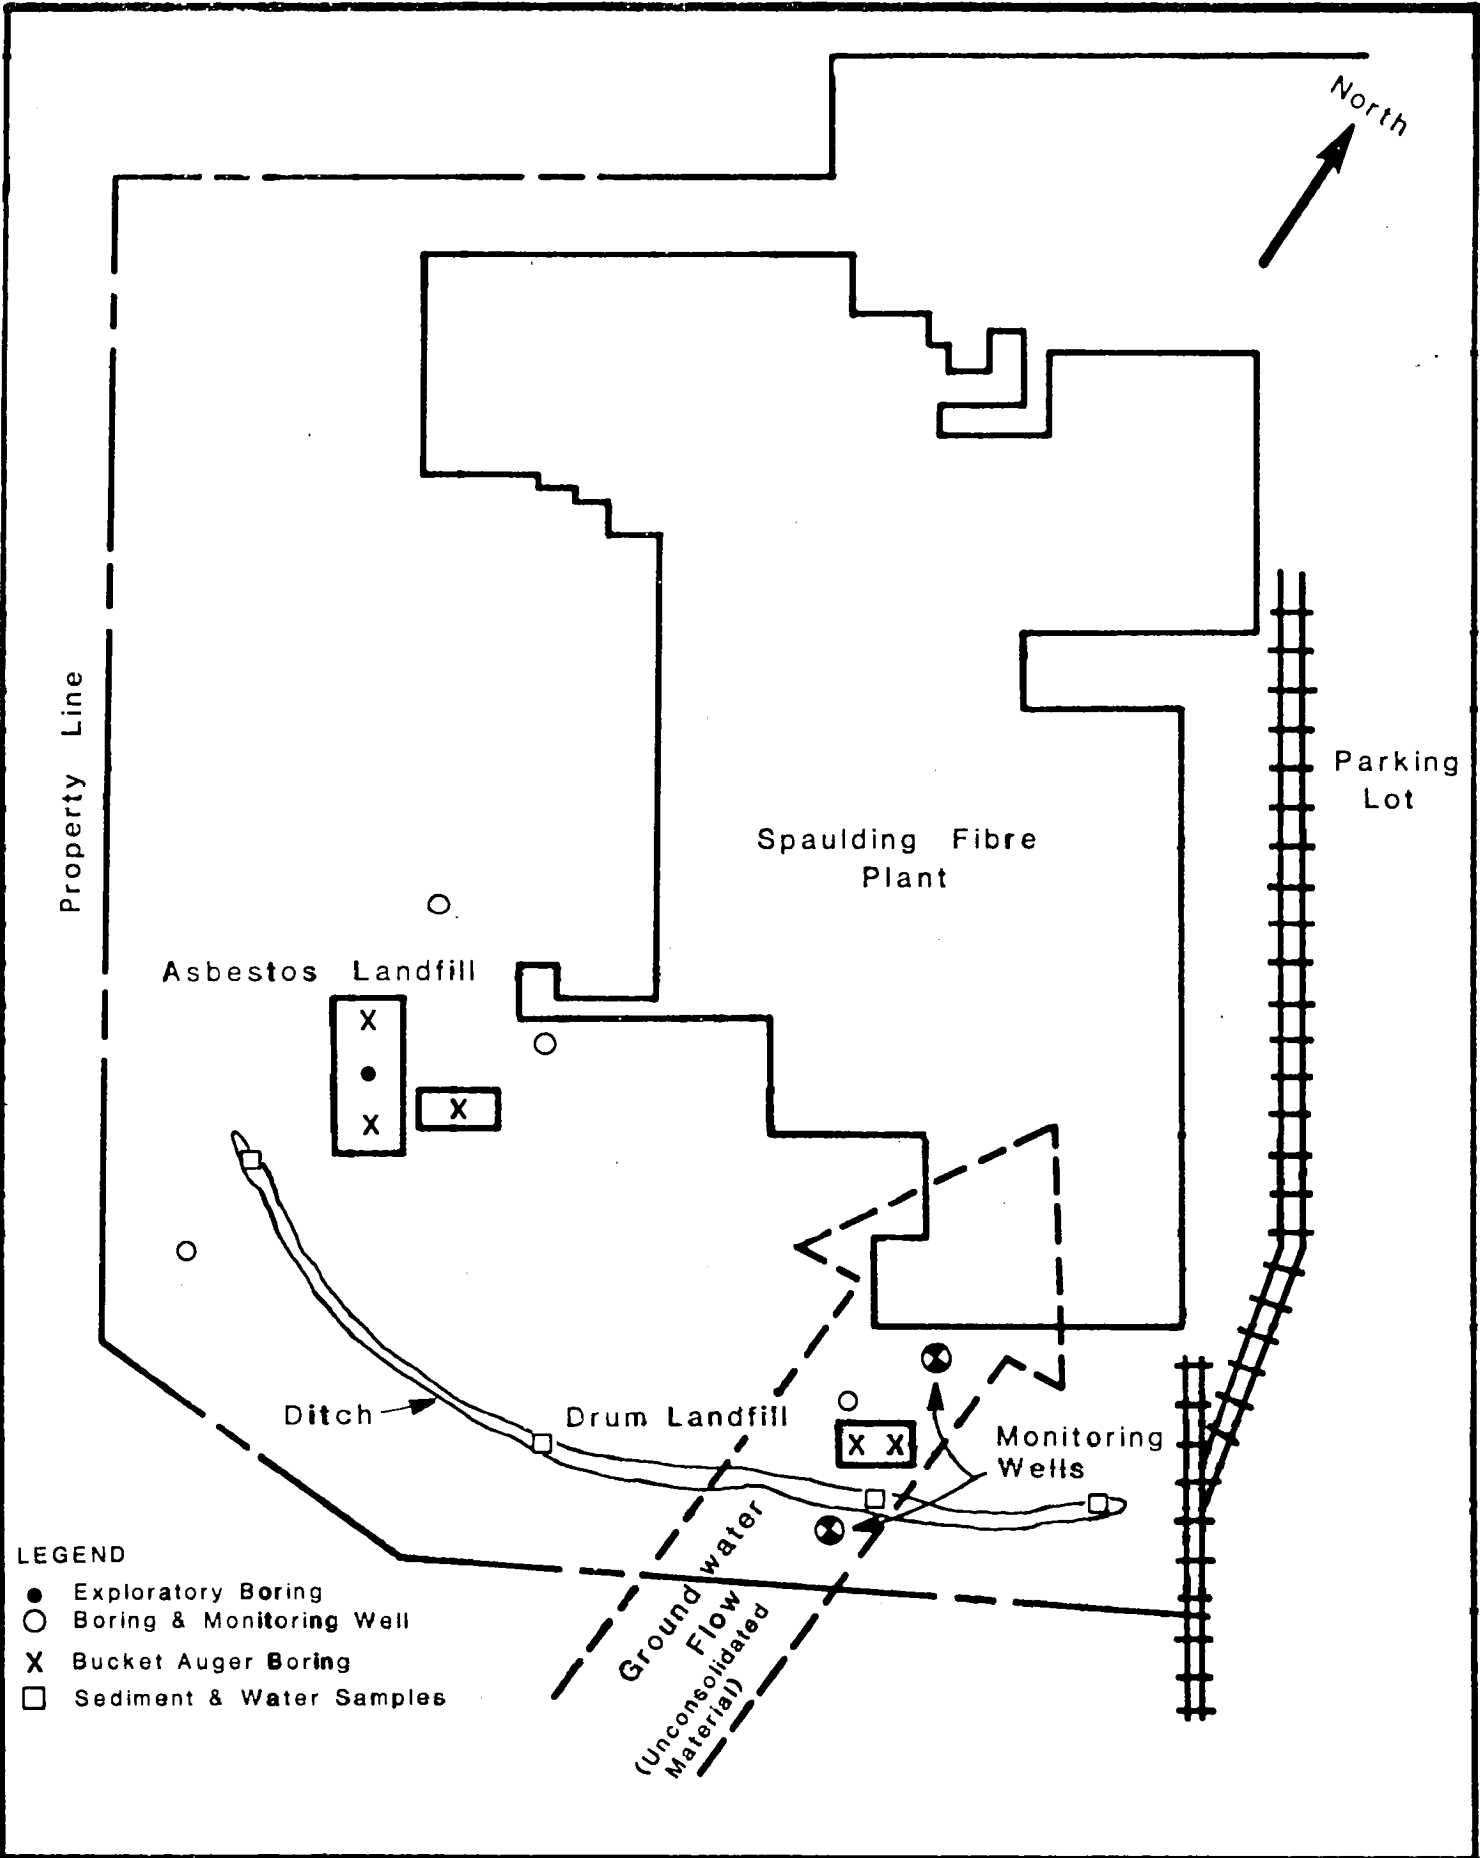 North
Parking
Lot
Property Line
Spaulding Fibre
Plant
Asbestos Landfill
X
X
X
Ditch
Drum Landfill
X X
Monitoring
Wells
Ground water
Flow
(Unconsolidated
Material)
LEGEND
Exploratory Boring
Boring & Monitoring Well
X Bucket Auger Boring
Sediment & Water Samples